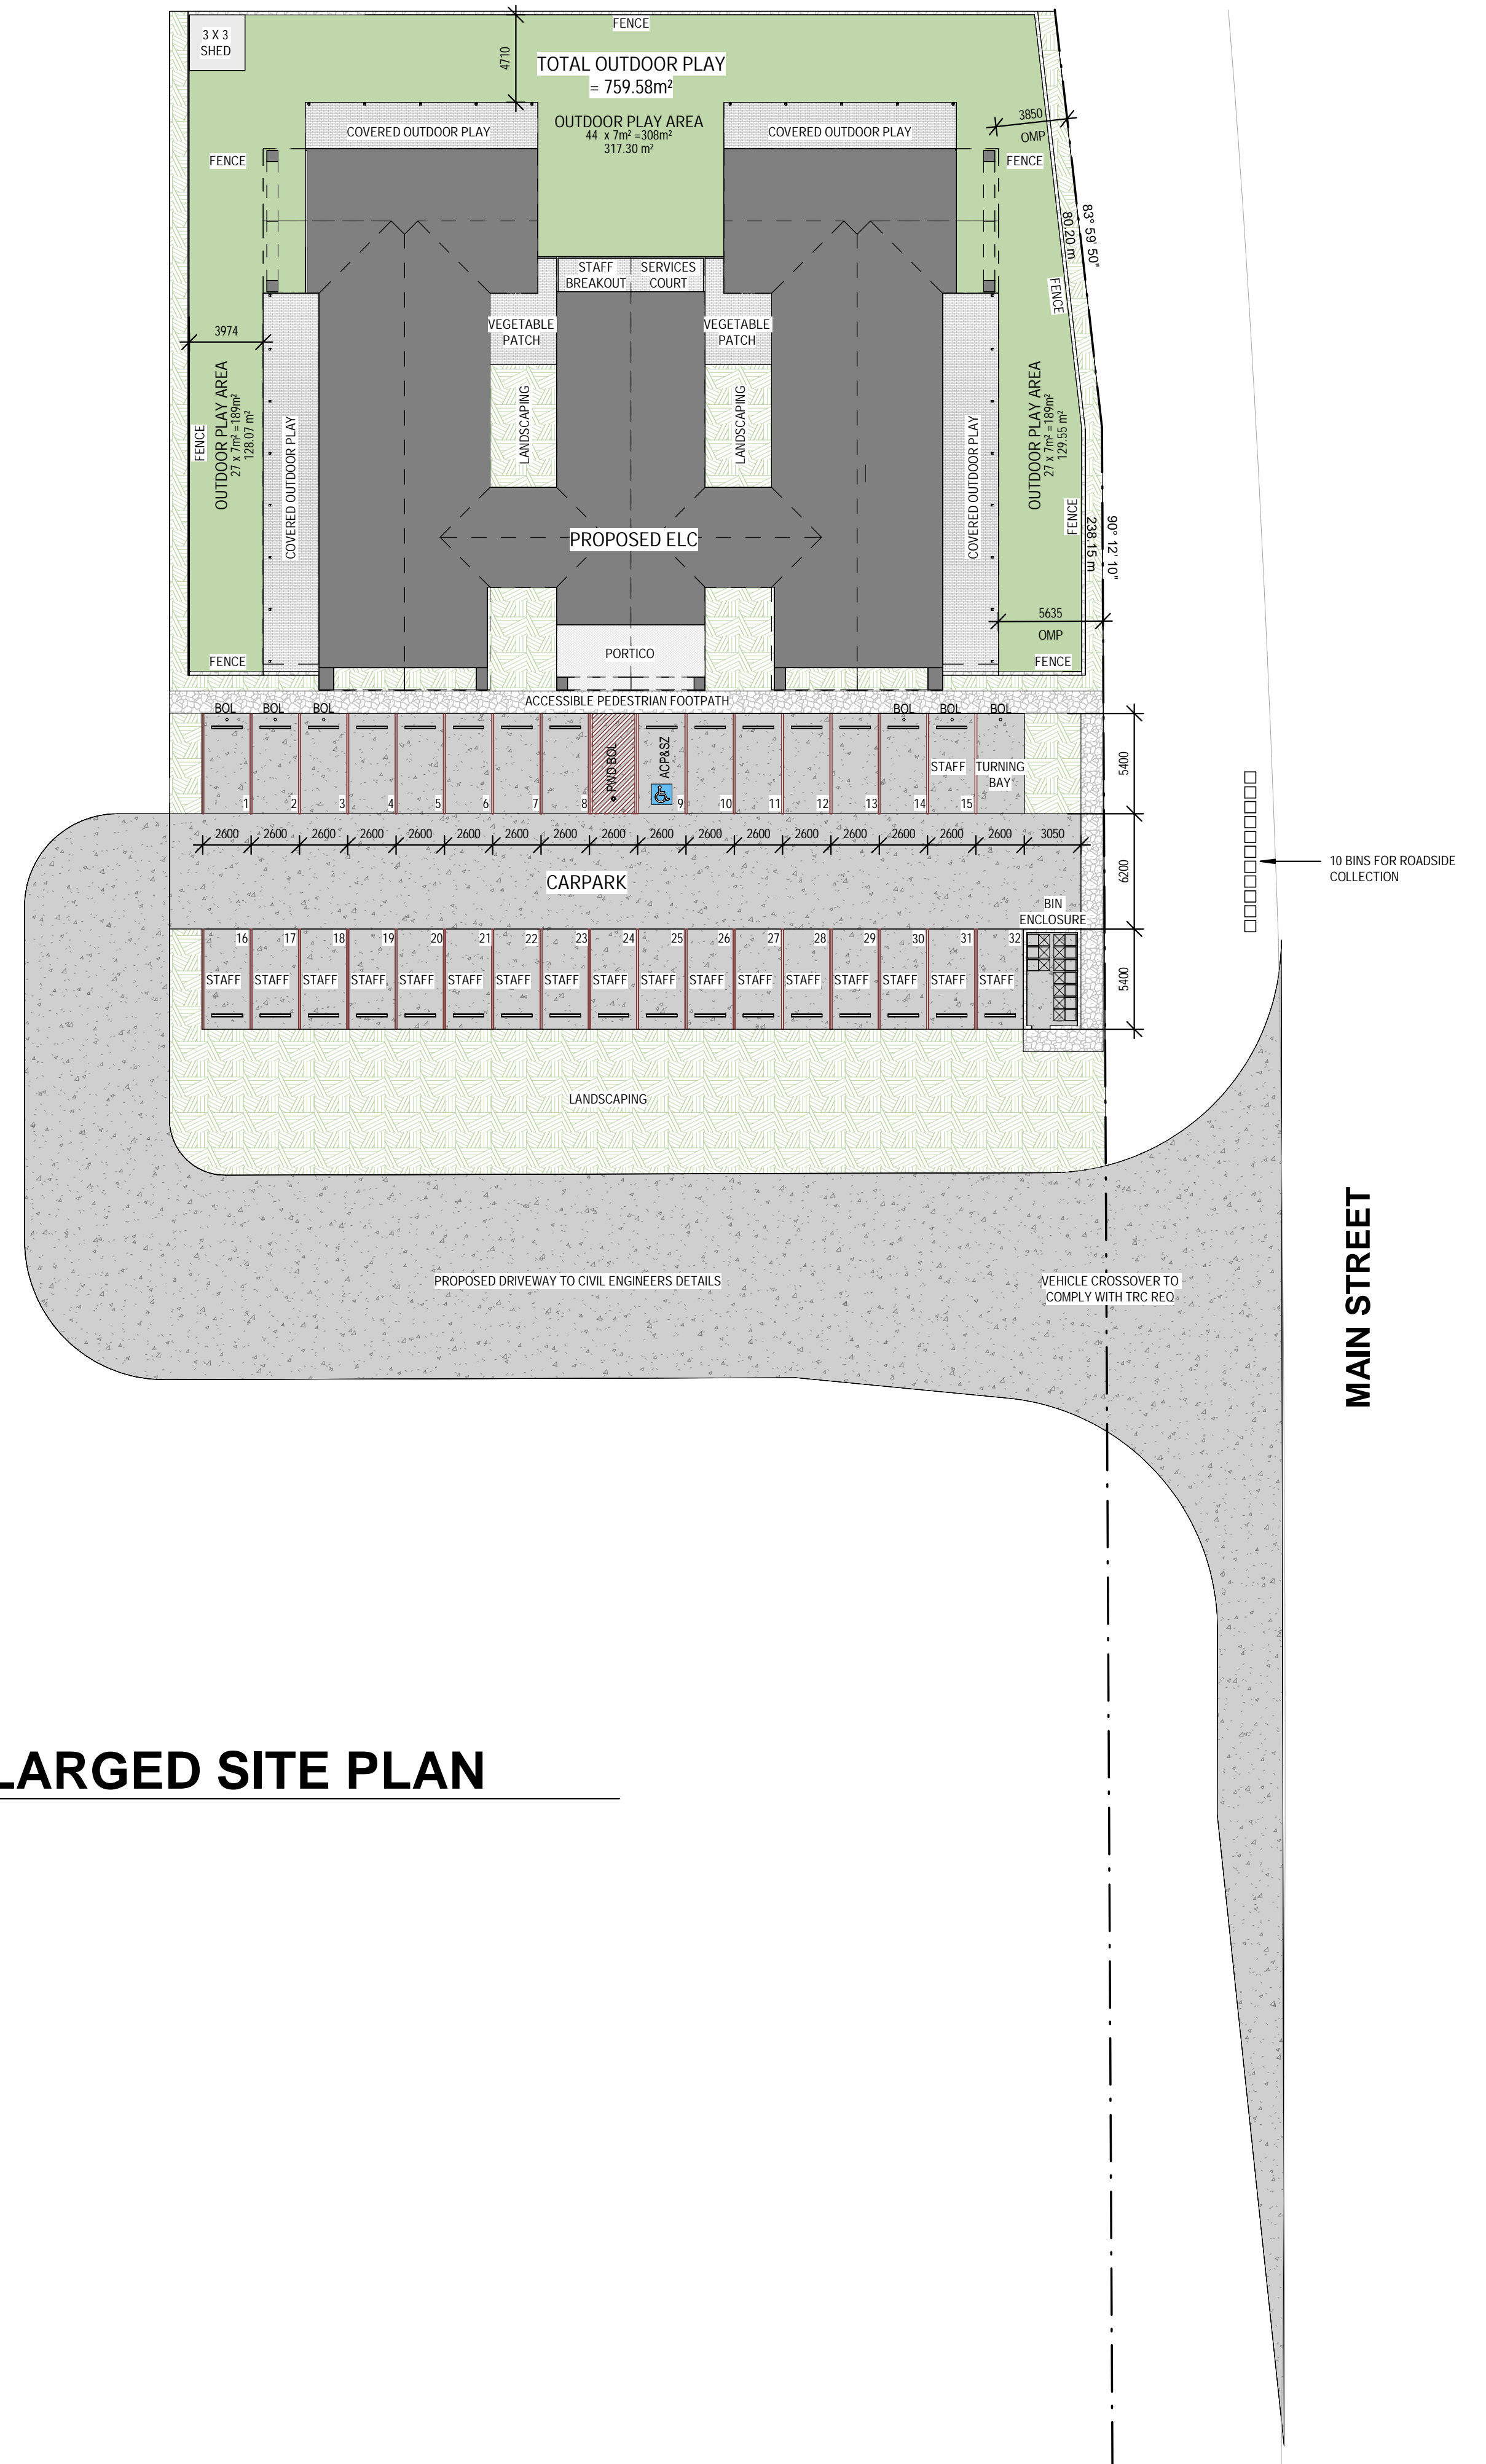 FENCE
3 X 3
SHED
4710
TOTAL OUTDOOR PLAY
= 759.58m²
OUTDOOR PLAY AREA
44 x 7m² =308m²
317.30 m²
COVERED OUTDOOR PLAY
COVERED OUTDOOR PLAY
3850
OMP
FENCE
FENCE
83° 59' 50"
80.20 m
STAFF
BREAKOUT
SERVICES
COURT
FENCE
VEGETABLE
PATCH
VEGETABLE
PATCH
3974
OUTDOOR PLAY AREA
27 x 7m² =189m²
128.07 m²
FENCE
COVERED OUTDOOR PLAY
LANDSCAPING
LANDSCAPING
COVERED OUTDOOR PLAY
OUTDOOR PLAY AREA
27 x 7m² =189m²
129.55 m²
FENCE
90° 12' 10"
238.15 m
PROPOSED ELC
5635
OMP
PORTICO
FENCE
FENCE
ACCESSIBLE PEDESTRIAN FOOTPATH
BOL BOL BOL BOL BOL BOL
PWD BOL
ACP&SZ
STAFF
TURNING
BAY
5400
1 2 3 4 5 6 7 8 9 10 11 12 13 14 15
2600 2600 2600 2600 2600 2600 2600 2600 2600 2600 2600 2600 2600 2600 2600 2600 2600 3050
6200
10 BINS FOR ROADSIDE
COLLECTION
CARPARK
BIN
ENCLOSURE
16 17 18 19 20 21 22 23 24 25 26 27 28 29 30 31 32
STAFF STAFF STAFF STAFF STAFF STAFF STAFF STAFF STAFF STAFF STAFF STAFF STAFF STAFF STAFF STAFF STAFF
5400
LANDSCAPING
MAIN STREET
PROPOSED DRIVEWAY TO CIVIL ENGINEERS DETAILS
VEHICLE CROSSOVER TO
COMPLY WITH TRC REQ
LARGED SITE PLAN